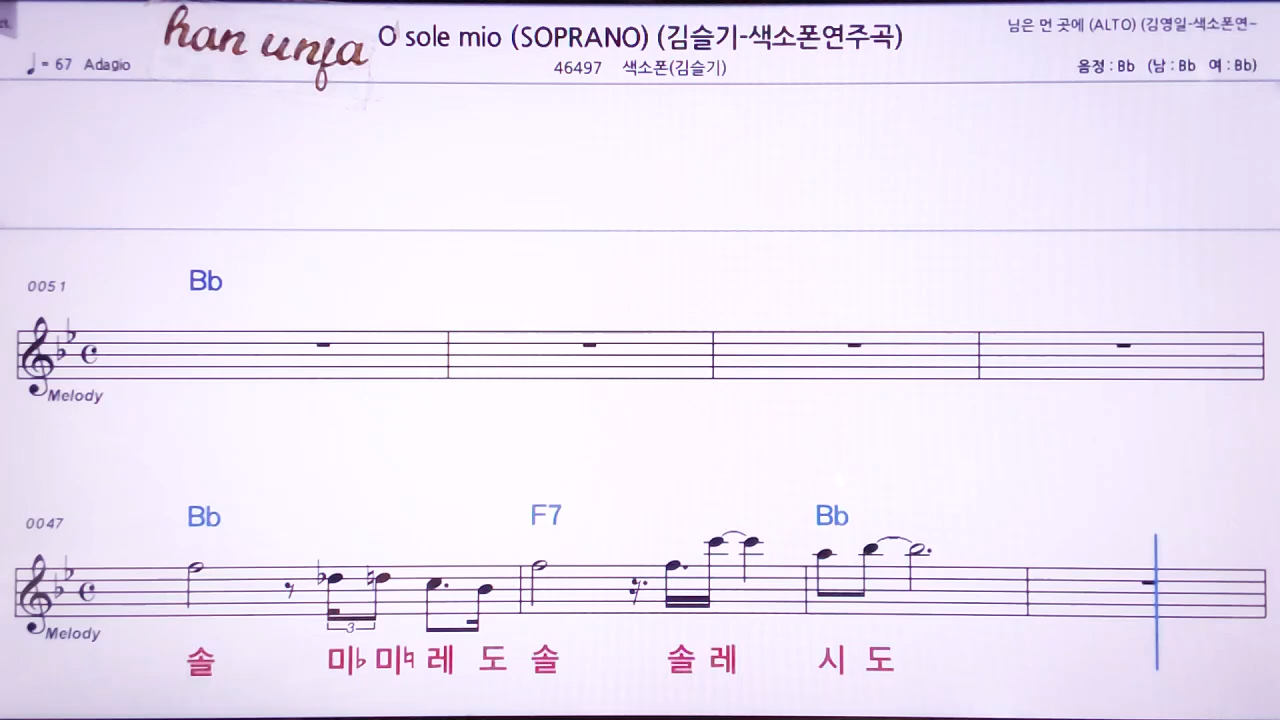 han unja
O sole mio (SOPRANO) (김슬기-색소폰연주곡)
님은 먼 곳에 (ALTO) (김영일-색소폰연-
♩= 67 Adagio
46497 색소폰(김슬기)
음정 : Bb (남 : Bb 여 : Bb)
0051
Bb
Melody
0047
Bb F7 Bb
3
Melody
솔 미♭ 미♮ 레 도 솔 솔 레 시 도